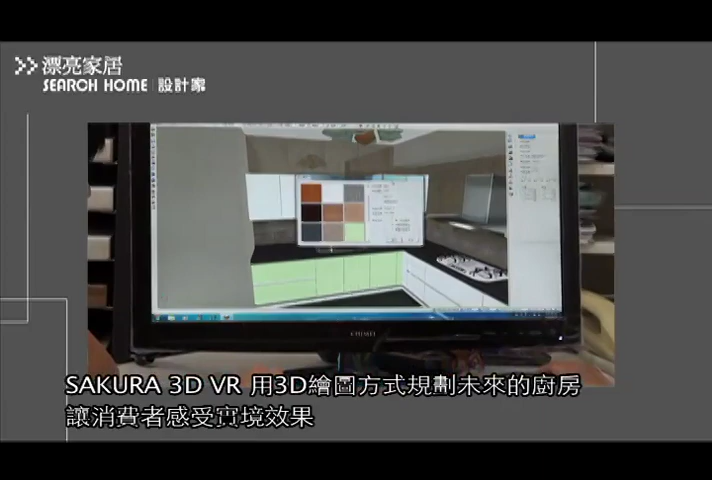 漂亮家居
SEARCH HOME 設計家
CHIMEI
SAKURA 3D VR 用3D繪圖方式規劃未來的廚房
讓消費者感受實境效果